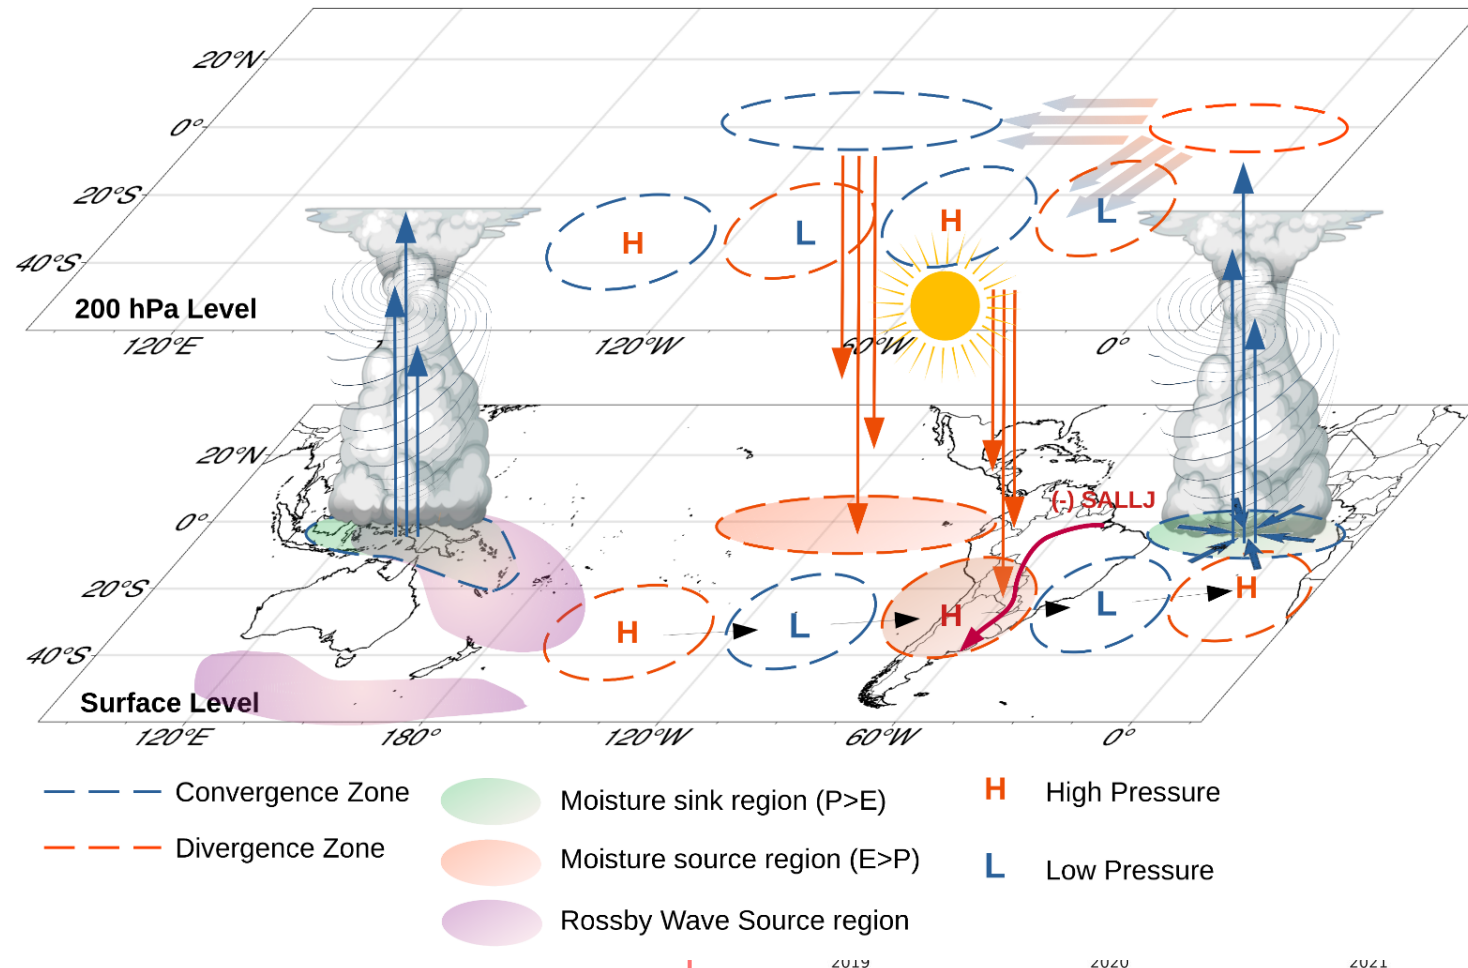 20°N
0°
20°S
40°S
200 hPa Level
H
L
H
L
120°E
120°W
60°W
0°
20°N
0°
20°S
40°S
(-) SALLJ
H
L
H
L
H
Surface Level
120°E
180°
120°W
60°W
0°
Convergence Zone
Divergence Zone
Moisture sink region (P>E)
Moisture source region (E>P)
Rossby Wave Source region
H High Pressure
L Low Pressure
2019 2020 2021